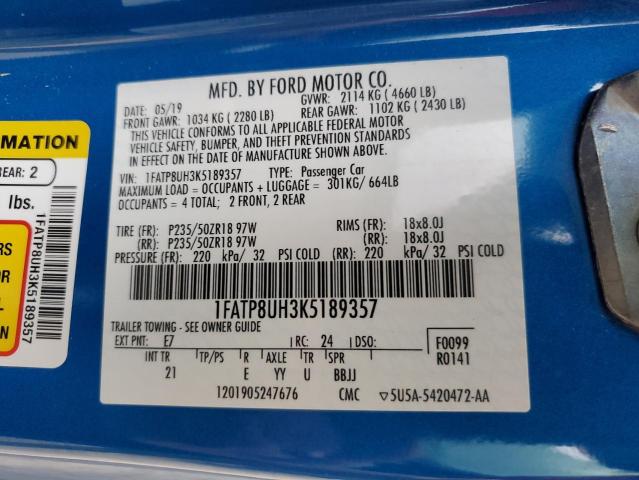 MFD. BY FORD MOTOR CO.
DATE: 05/19 GVWR: 2114 KG ( 4660 LB)
FRONT GAWR: 1034 KG ( 2280 LB) REAR GAWR: 1102 KG ( 2430 LB)
THIS VEHICLE CONFORMS TO ALL APPLICABLE FEDERAL MOTOR
VEHICLE SAFETY, BUMPER, AND THEFT PREVENTION STANDARDS
IN EFFECT ON THE DATE OF MANUFACTURE SHOWN ABOVE.
VIN: 1FATP8UH3K5189357 TYPE: Passenger Car
MAXIMUM LOAD = OCCUPANTS + LUGGAGE = 301KG/ 664LB
OCCUPANTS = 4 TOTAL; 2 FRONT, 2 REAR
TIRE (FR): P235/50ZR18 97W RIMS (FR): 18x8.0J
(RR): P235/50ZR18 97W (RR): 18x8.0J
PRESSURE (FR): 220 kPa/ 32 PSI COLD (RR): 220 kPa/ 32 PSI COLD
1FATP8UH3K5189357
TRAILER TOWING - SEE OWNER GUIDE
EXT PNT: E7 RC: 24 DSO: F0099
R0141
INT TR TP/PS R AXLE TR SPR
21 E YY U BBJJ
1201905247676 CMC ▽5U5A-5420472-AA
RMATION
REAR: 2
lbs.
RS
OR
ON
1FATP8UH3K5189357